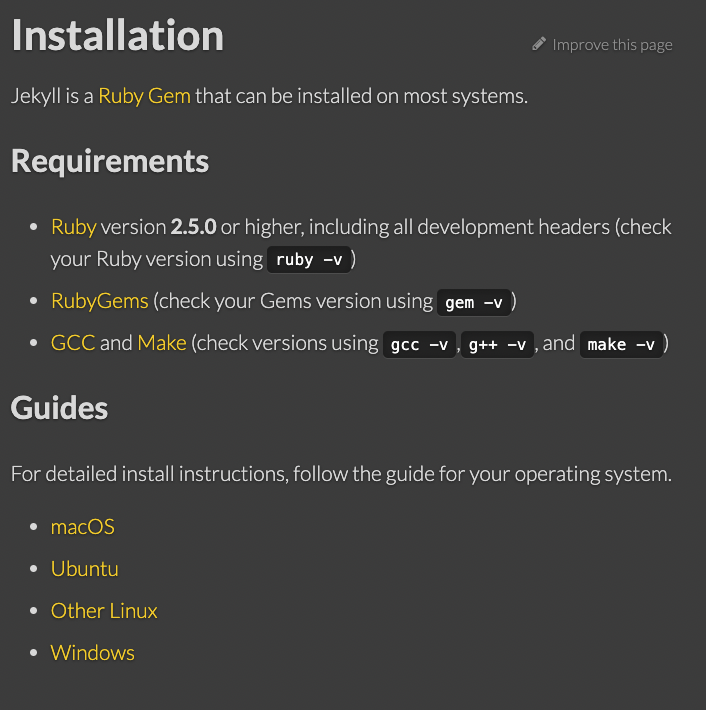 Installation
Improve this page
Jekyll is a Ruby Gem that can be installed on most systems.
Requirements
• Ruby version 2.5.0 or higher, including all development headers (check
your Ruby version using ruby -v)
• RubyGems (check your Gems version using gem -v)
• GCC and Make (check versions using gcc -v,g++ -v, and make -v)
Guides
For detailed install instructions, follow the guide for your operating system.
• macOS
• Ubuntu
• Other Linux
• Windows